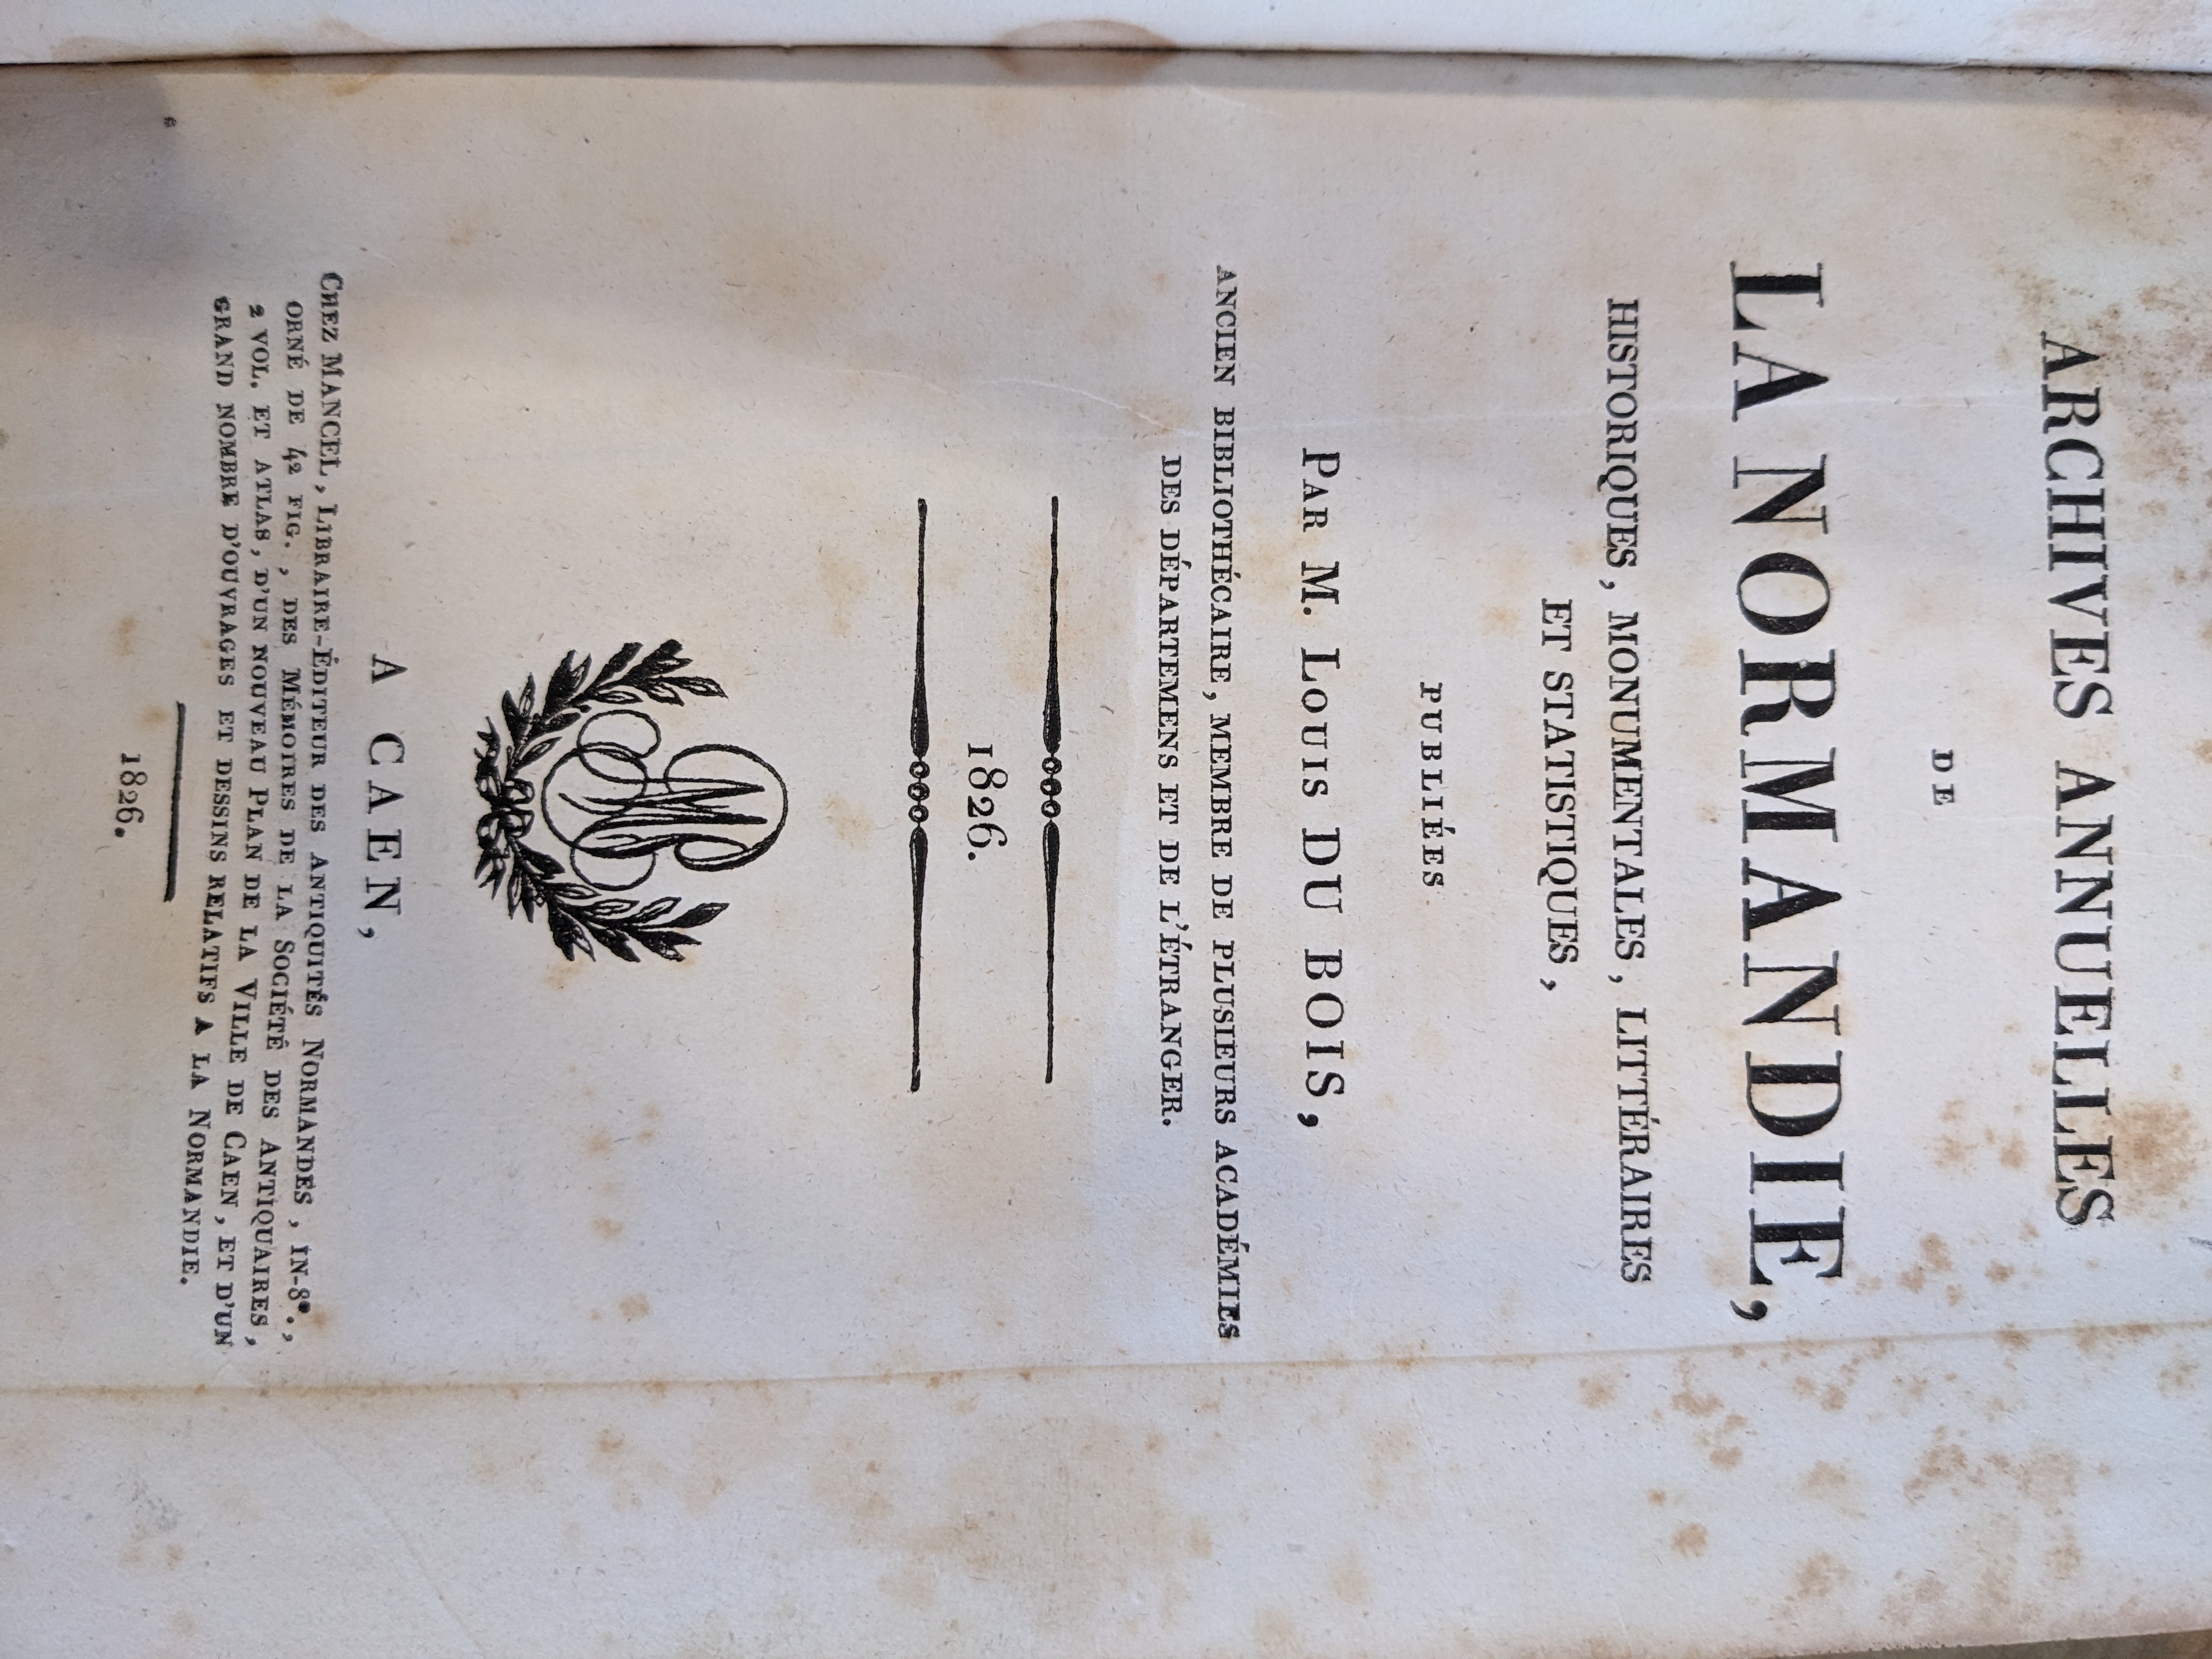 ARCHIVES ANNUELLES
DE
LA NORMANDIE,
HISTORIQUES, MONUMENTALES, LITTÉRAIRES
ET STATISTIQUES,
PUBLIÉES
PAR M. LOUIS DU BOIS,
ANCIEN BIBLIOTHÉCAIRE, MEMBRE DE PLUSIEURS ACADÉMIES
DES DÉPARTEMENS ET DE L'ÉTRANGER.
1826.
A CAEN,
CHEZ MANCEL, LIBRAIRE-ÉDITEUR DES ANTIQUITÉS NORMANDES, IN-8°.,
ORNÉ DE 42 FIG., DES MÉMOIRES DE LA SOCIÉTÉ DES ANTIQUAIRES,
2 VOL. ET ATLAS, D'UN NOUVEAU PLAN DE LA VILLE DE CAEN, ET D'UN
GRAND NOMBRE D'OUVRAGES ET DESSINS RELATIFS A LA NORMANDIE.
1826.